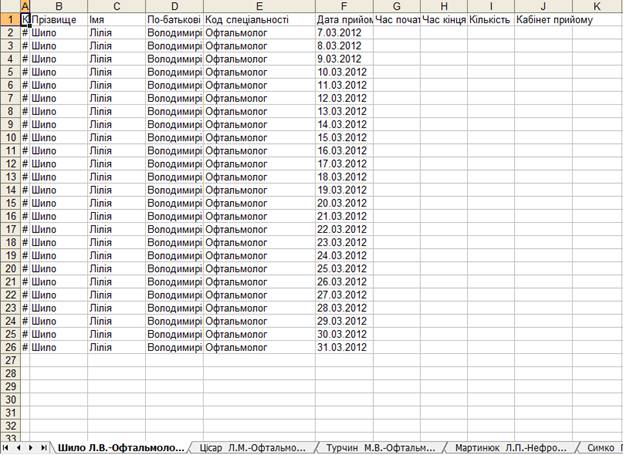 A B C D E F G H I J K
1 К Прізвище Імя По-батькові Код спеціальності Дата прийом Час почат Час кінця Кількість Кабінет прийому
2 # Шило Лілія Володимирі Офтальмолог 7.03.2012
3 # Шило Лілія Володимирі Офтальмолог 8.03.2012
4 # Шило Лілія Володимирі Офтальмолог 9.03.2012
5 # Шило Лілія Володимирі Офтальмолог 10.03.2012
6 # Шило Лілія Володимирі Офтальмолог 11.03.2012
7 # Шило Лілія Володимирі Офтальмолог 12.03.2012
8 # Шило Лілія Володимирі Офтальмолог 13.03.2012
9 # Шило Лілія Володимирі Офтальмолог 14.03.2012
10 # Шило Лілія Володимирі Офтальмолог 15.03.2012
11 # Шило Лілія Володимирі Офтальмолог 16.03.2012
12 # Шило Лілія Володимирі Офтальмолог 17.03.2012
13 # Шило Лілія Володимирі Офтальмолог 18.03.2012
14 # Шило Лілія Володимирі Офтальмолог 19.03.2012
15 # Шило Лілія Володимирі Офтальмолог 20.03.2012
16 # Шило Лілія Володимирі Офтальмолог 21.03.2012
17 # Шило Лілія Володимирі Офтальмолог 22.03.2012
18 # Шило Лілія Володимирі Офтальмолог 23.03.2012
19 # Шило Лілія Володимирі Офтальмолог 24.03.2012
20 # Шило Лілія Володимирі Офтальмолог 25.03.2012
21 # Шило Лілія Володимирі Офтальмолог 26.03.2012
22 # Шило Лілія Володимирі Офтальмолог 27.03.2012
23 # Шило Лілія Володимирі Офтальмолог 28.03.2012
24 # Шило Лілія Володимирі Офтальмолог 29.03.2012
25 # Шило Лілія Володимирі Офтальмолог 30.03.2012
26 # Шило Лілія Володимирі Офтальмолог 31.03.2012
27
28
29
30
31
32
33
Шило Л.В.-Офтальмоло... Цісар Л.М.-Офтальмо... Турчин М.В.-Офтальм... Мартинюк Л.П.-Нефро... Симко